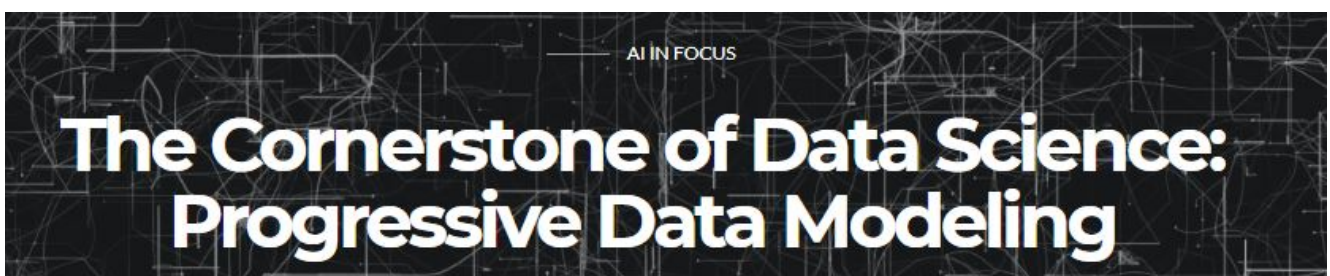 AI IN FOCUS
The Cornerstone of Data Science:
Progressive Data Modeling